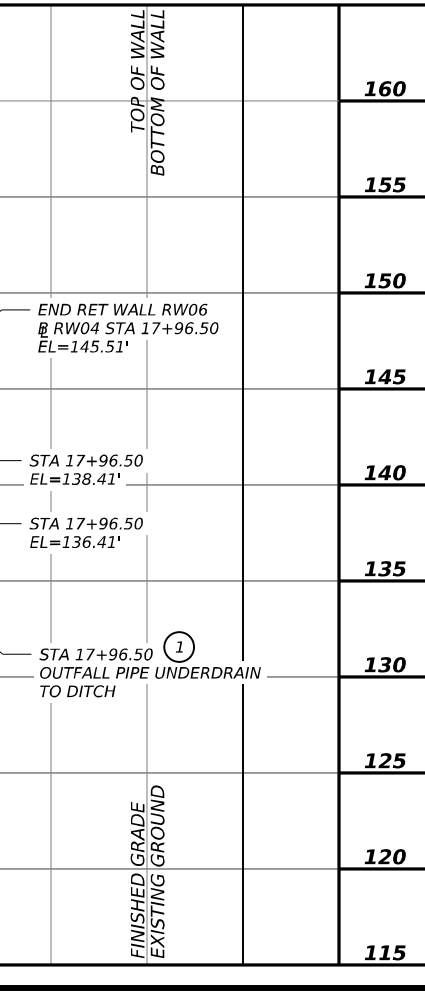 TOP OF WALL
BOTTOM OF WALL
160
155
150
END RET WALL RW06
BL RW04 STA 17+96.50
EL=145.51'
145
STA 17+96.50
EL=138.41'
140
STA 17+96.50
EL=136.41'
135
STA 17+96.50 1
OUTFALL PIPE UNDERDRAIN
TO DITCH
130
125
FINISHED GRADE
EXISTING GROUND
120
115